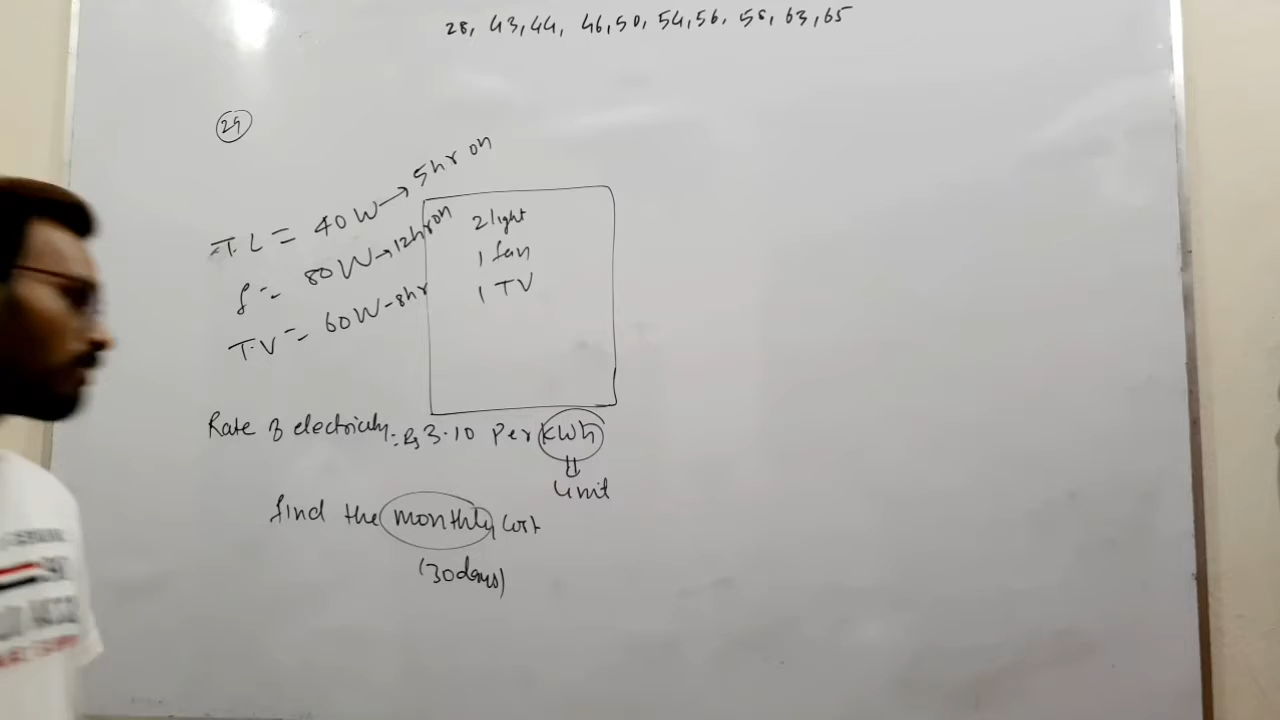 28, 43,44, 46,50, 54,56, 58, 63,65
29
T.L = 40W → 5hr on
f = 80W → 12hr on
T.V = 60W - 8hr
2 light
1 fan
1 TV
Rate of electricity = Rs 3.10 Per kWh
Unit
find the monthly cost
(30 days)